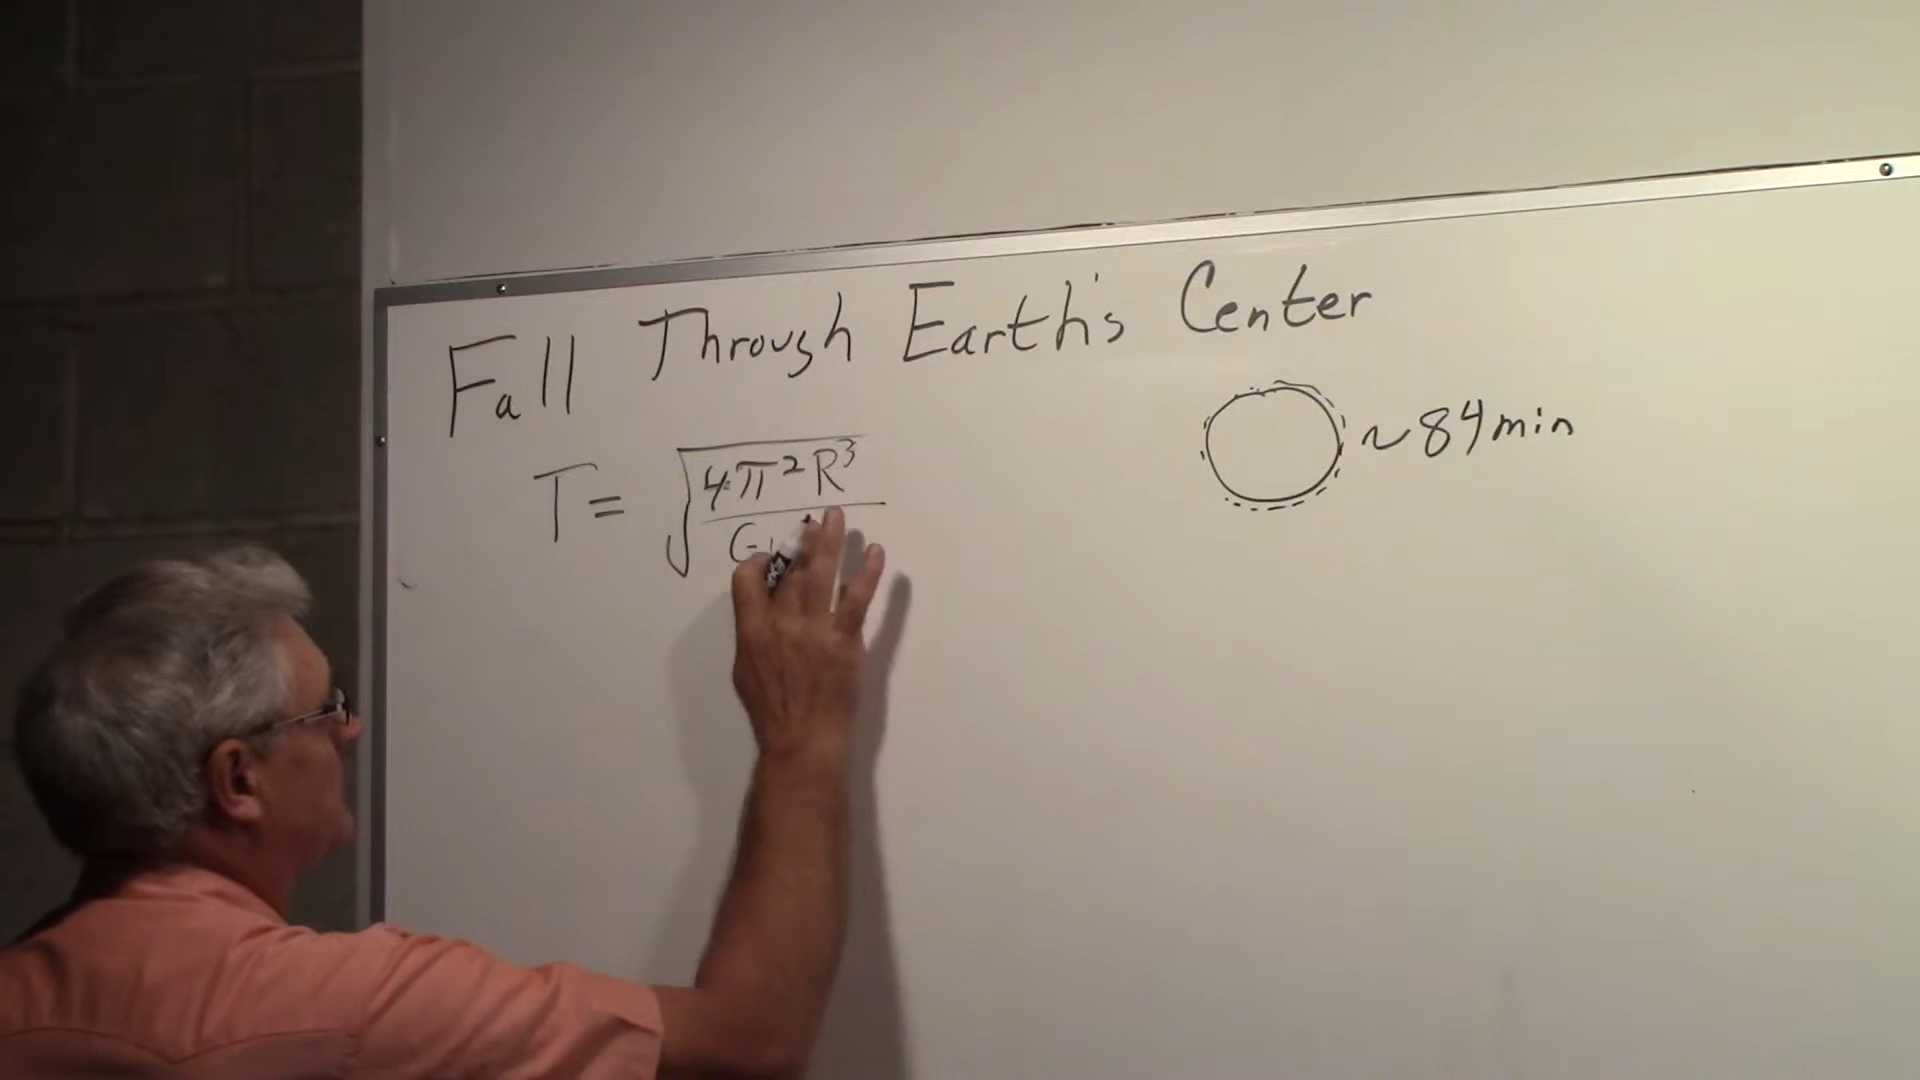 Fall Through Earth's Center
T = √4π²R³
G
~ 84 min